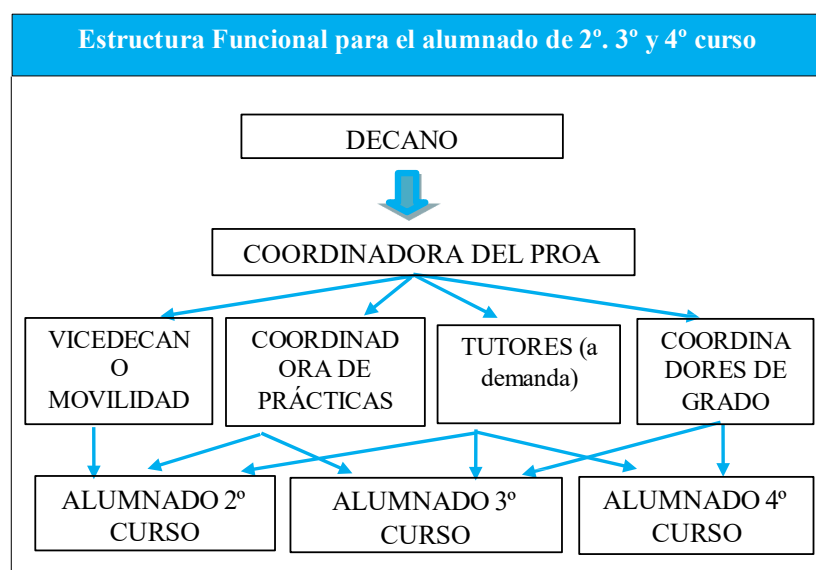 Estructura Funcional para el alumnado de 2º. 3º y 4º curso
DECANO
COORDINADORA DEL PROA
VICEDECAN
O
MOVILIDAD
COORDINAD
ORA DE
PRÁCTICAS
TUTORES (a
demanda)
COORDINA
DORES DE
GRADO
ALUMNADO 2º
CURSO
ALUMNADO 3º
CURSO
ALUMNADO 4º
CURSO